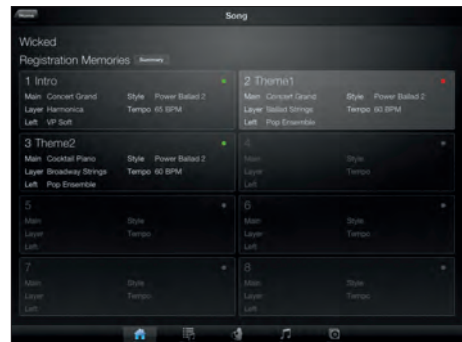 Home
Song
Wicked
Registration Memories Summary
1 Intro
Main Concert Grand Style Power Ballad 2
Layer Harmonica Tempo 65 BPM
Left VP Soft
2 Theme1
Main Concert Grand Style Power Ballad 2
Layer Ballad Strings Tempo 60 BPM
Left Pop Ensemble
3 Theme2
Main Cocktail Piano Style Power Ballad 2
Layer Broadway Strings Tempo 60 BPM
Left Pop Ensemble
4
Main Style
Layer Tempo
Left
5
Main Style
Layer Tempo
Left
6
Main Style
Layer Tempo
Left
7
Main Style
Layer Tempo
Left
8
Main Style
Layer Tempo
Left